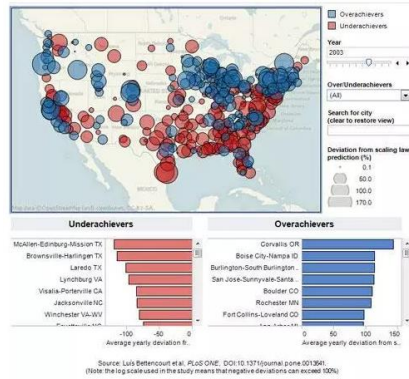 Overachievers
Underachievers
Year
2003
Over/Underachievers
(All)
Search for city
(clear to restore view)
Deviation from scaling law
prediction (%)
0.1
50.0
100.0
170.0
MEXICO
Underachievers
McAllen-Edinburg-Mission TX
Brownsville-Harlingen TX
Laredo TX
Lynchburg VA
Visalia-Porterville CA
Jacksonville NC
Winchester VA-WV
-100
-50
0
Average yearly deviation fr..
Overachievers
Corvallis OR
Boise City-Nampa ID
Burlington-South Burlington ..
San Jose-Sunnyvale-Santa...
Boulder CO
Rochester MN
Fort Collins-Loveland CO
0
50
100
150
Average yearly deviation from s..
Source: Luis Bettencourt et al, PLoS ONE, DOI:10.1371/journal.pone.0013541.
(Note: the log scale used in the study means that negative deviations can exceed 100%)